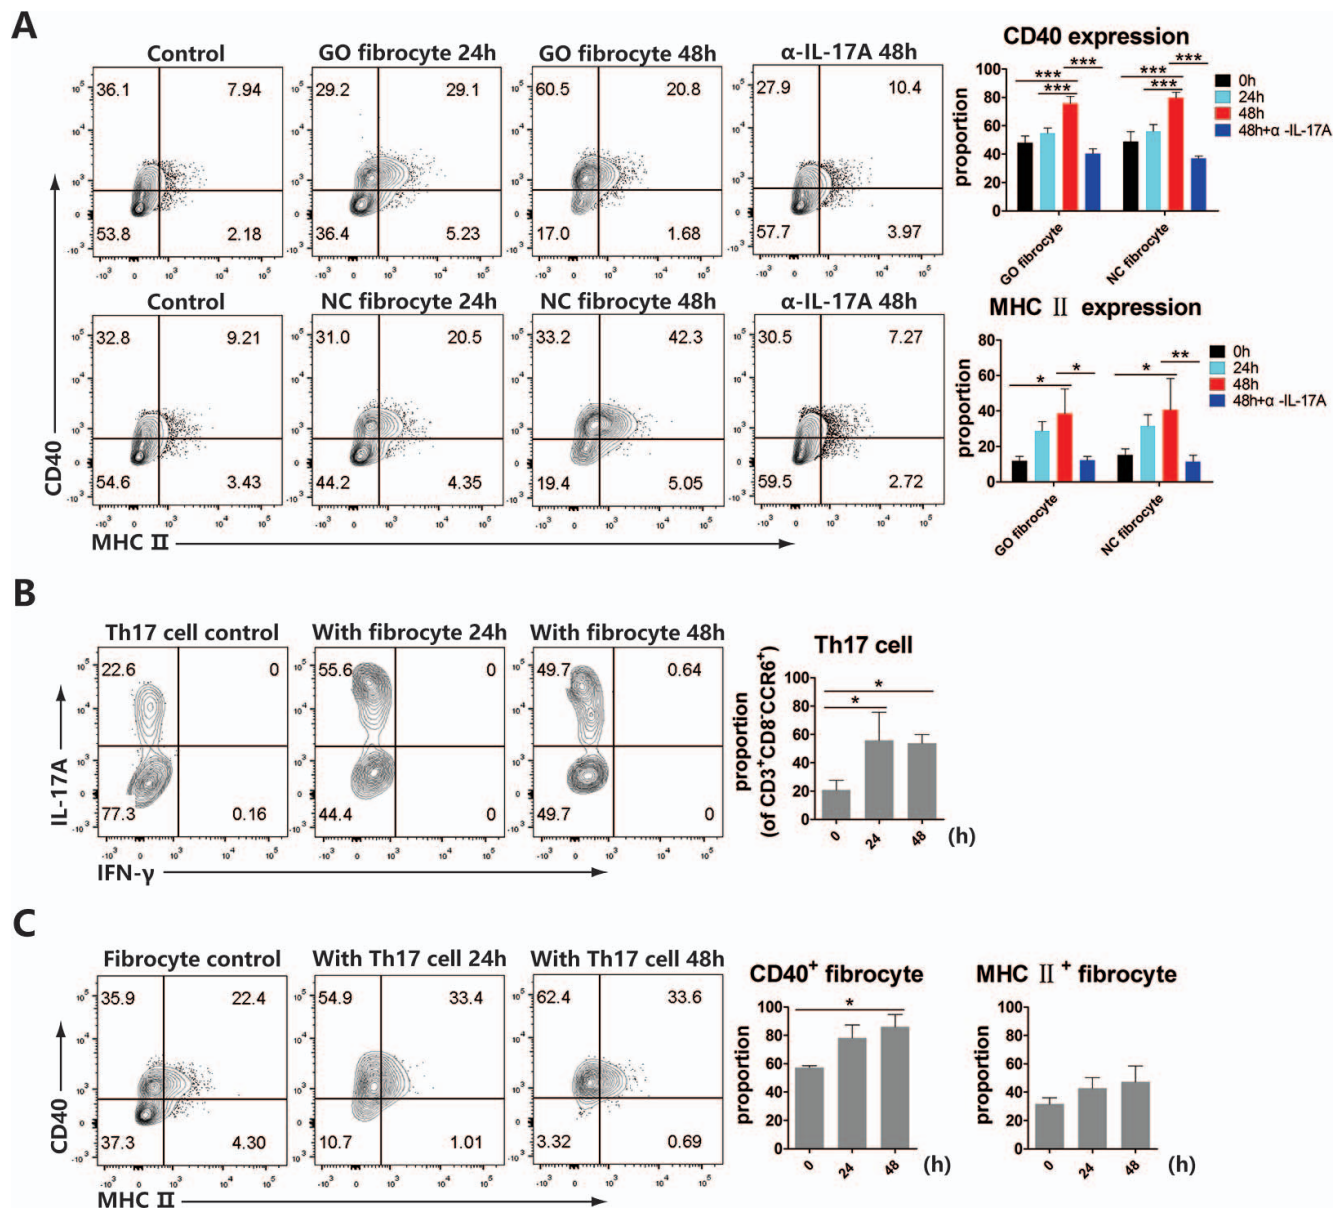 A
Control
GO fibrocyte 24h
GO fibrocyte 48h
α-IL-17A 48h
36.1 7.94
53.8 2.18
29.2 29.1
36.4 5.23
60.5 20.8
17.0 1.68
27.9 10.4
57.7 3.97
CD40 expression
proportion
100
80
60
40
20
0
0h
24h
48h
48h+α -IL-17A
*** *** ***
*** *** ***
GO fibrocyte
NC fibrocyte
Control
NC fibrocyte 24h
NC fibrocyte 48h
α-IL-17A 48h
32.8 9.21
54.6 3.43
31.0 20.5
44.2 4.35
33.2 42.3
19.4 5.05
30.5 7.27
59.5 2.72
CD40
MHC Ⅱ
MHC Ⅱ expression
proportion
80
60
40
20
0
0h
24h
48h
48h+α -IL-17A
* * * **
GO fibrocyte
NC fibrocyte
B
Th17 cell control
With fibrocyte 24h
With fibrocyte 48h
22.6 0
77.3 0.16
55.6 0
44.4 0
49.7 0.64
49.7 0
IL-17A
IFN-γ
Th17 cell
proportion
(of CD3+CD8-CCR6+)
100
80
60
40
20
0
* *
0 24 48 (h)
C
Fibrocyte control
With Th17 cell 24h
With Th17 cell 48h
35.9 22.4
37.3 4.30
54.9 33.4
10.7 1.01
62.4 33.6
3.32 0.69
CD40
MHC Ⅱ
CD40+ fibrocyte
proportion
100
80
60
40
20
0
*
0 24 48 (h)
MHC Ⅱ + fibrocyte
proportion
100
80
60
40
20
0
0 24 48 (h)